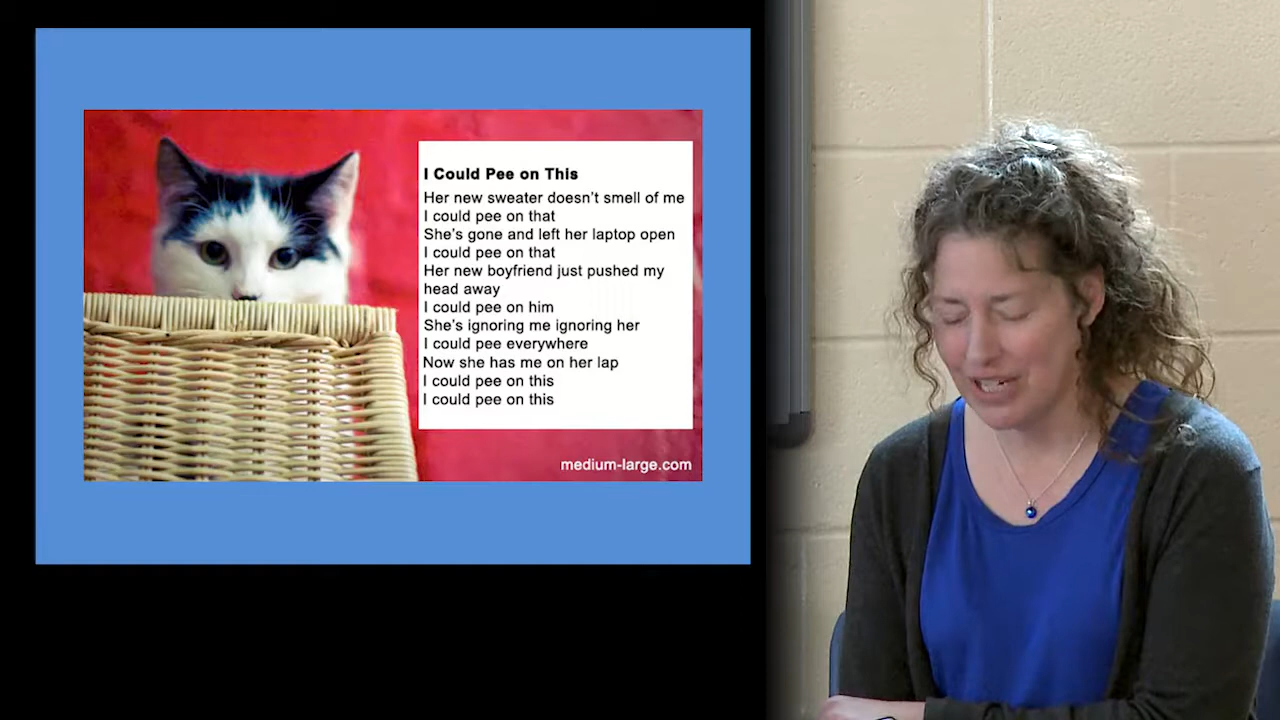 I Could Pee on This
Her new sweater doesn't smell of me
I could pee on that
She's gone and left her laptop open
I could pee on that
Her new boyfriend just pushed my
head away
I could pee on him
She's ignoring me ignoring her
I could pee everywhere
Now she has me on her lap
I could pee on this
I could pee on this
medium-large.com